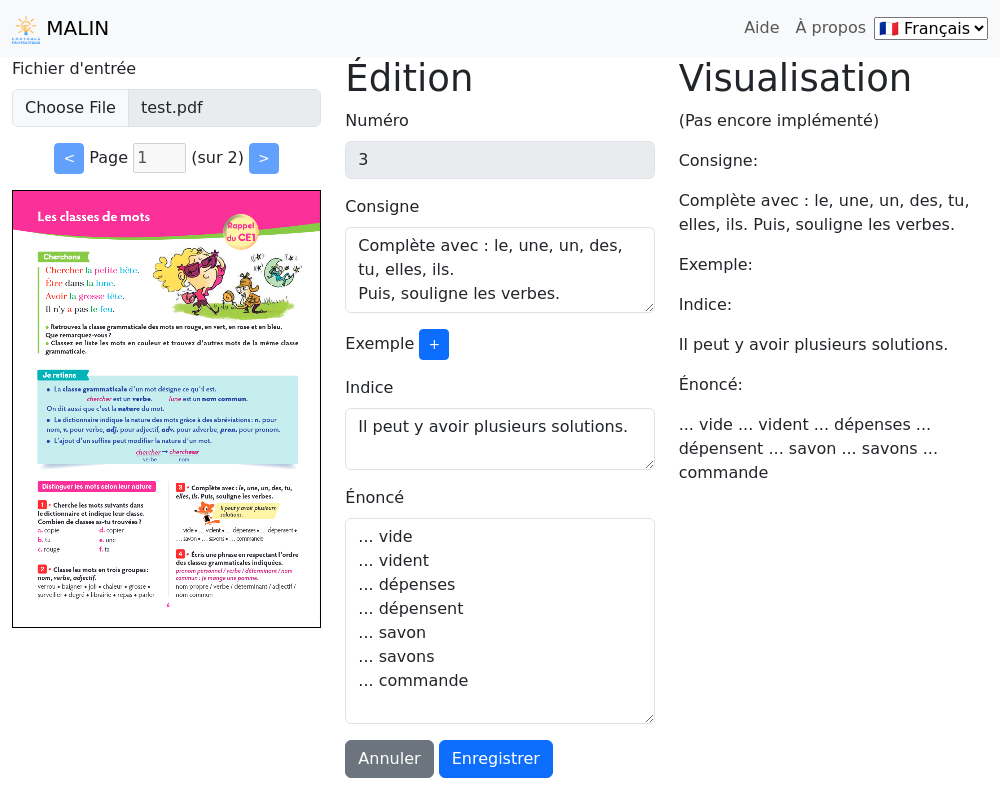 MALIN
Aide
À propos
Français
Fichier d'entrée
Choose File test.pdf
< Page 1 (sur 2) >
Les classes de mots
Rappel
du CE1
Cherchons
Chercher la petite bête.
Être dans la lune.
Avoir la grosse tête.
Il n'y a pas le feu.
Retrouvez la classe grammaticale des mots en rouge, en vert, en rose et en bleu.
Que remarquez-vous ?
Classez en liste les mots en couleur et trouvez d'autres mots de la même classe
grammaticale.
Je retiens
• La classe grammaticale d'un mot désigne ce qu'il est.
chercher est un verbe. lune est un nom commun.
On dit aussi que c'est la nature du mot.
• Le dictionnaire indique la nature des mots grâce à des abréviations : n. pour
nom, v. pour verbe, adj. pour adjectif, adv. pour adverbe, pron. pour pronom.
• L'ajout d'un suffixe peut modifier la nature d'un mot.
chercher → chercheur
verbe nom
Distinguer les mots selon leur nature
1 • Cherche les mots suivants dans
le dictionnaire et indique leur classe.
Combien de classes as-tu trouvées ?
a. copie d. copier
b. tu e. une
c. rouge f. ta
2 • Classe les mots en trois groupes :
nom, verbe, adjectif.
verrou • baigner • joli • chaleur • grosse •
surveiller • degré • librairie • repas • parler
3 • Complète avec : le, une, un, des, tu,
elles, ils. Puis, souligne les verbes.
Il peut y avoir plusieurs
solutions.
... vide • ... vident • ... dépenses • ... dépensent •
... savon • ... savons • ... commande
4 • Écris une phrase en respectant l'ordre
des classes grammaticales indiquées.
pronom personnel / verbe / déterminant / nom
commun : Je mange une pomme.
nom propre / verbe / déterminant / adjectif /
nom commun
6
Édition
Numéro
3
Consigne
Complète avec : le, une, un, des,
tu, elles, ils.
Puis, souligne les verbes.
Exemple +
Indice
Il peut y avoir plusieurs solutions.
Énoncé
... vide
... vident
... dépenses
... dépensent
... savon
... savons
... commande
Annuler Enregistrer
Visualisation
(Pas encore implémenté)
Consigne:
Complète avec : le, une, un, des, tu,
elles, ils. Puis, souligne les verbes.
Exemple:
Indice:
Il peut y avoir plusieurs solutions.
Énoncé:
... vide ... vident ... dépenses ...
dépensent ... savon ... savons ...
commande